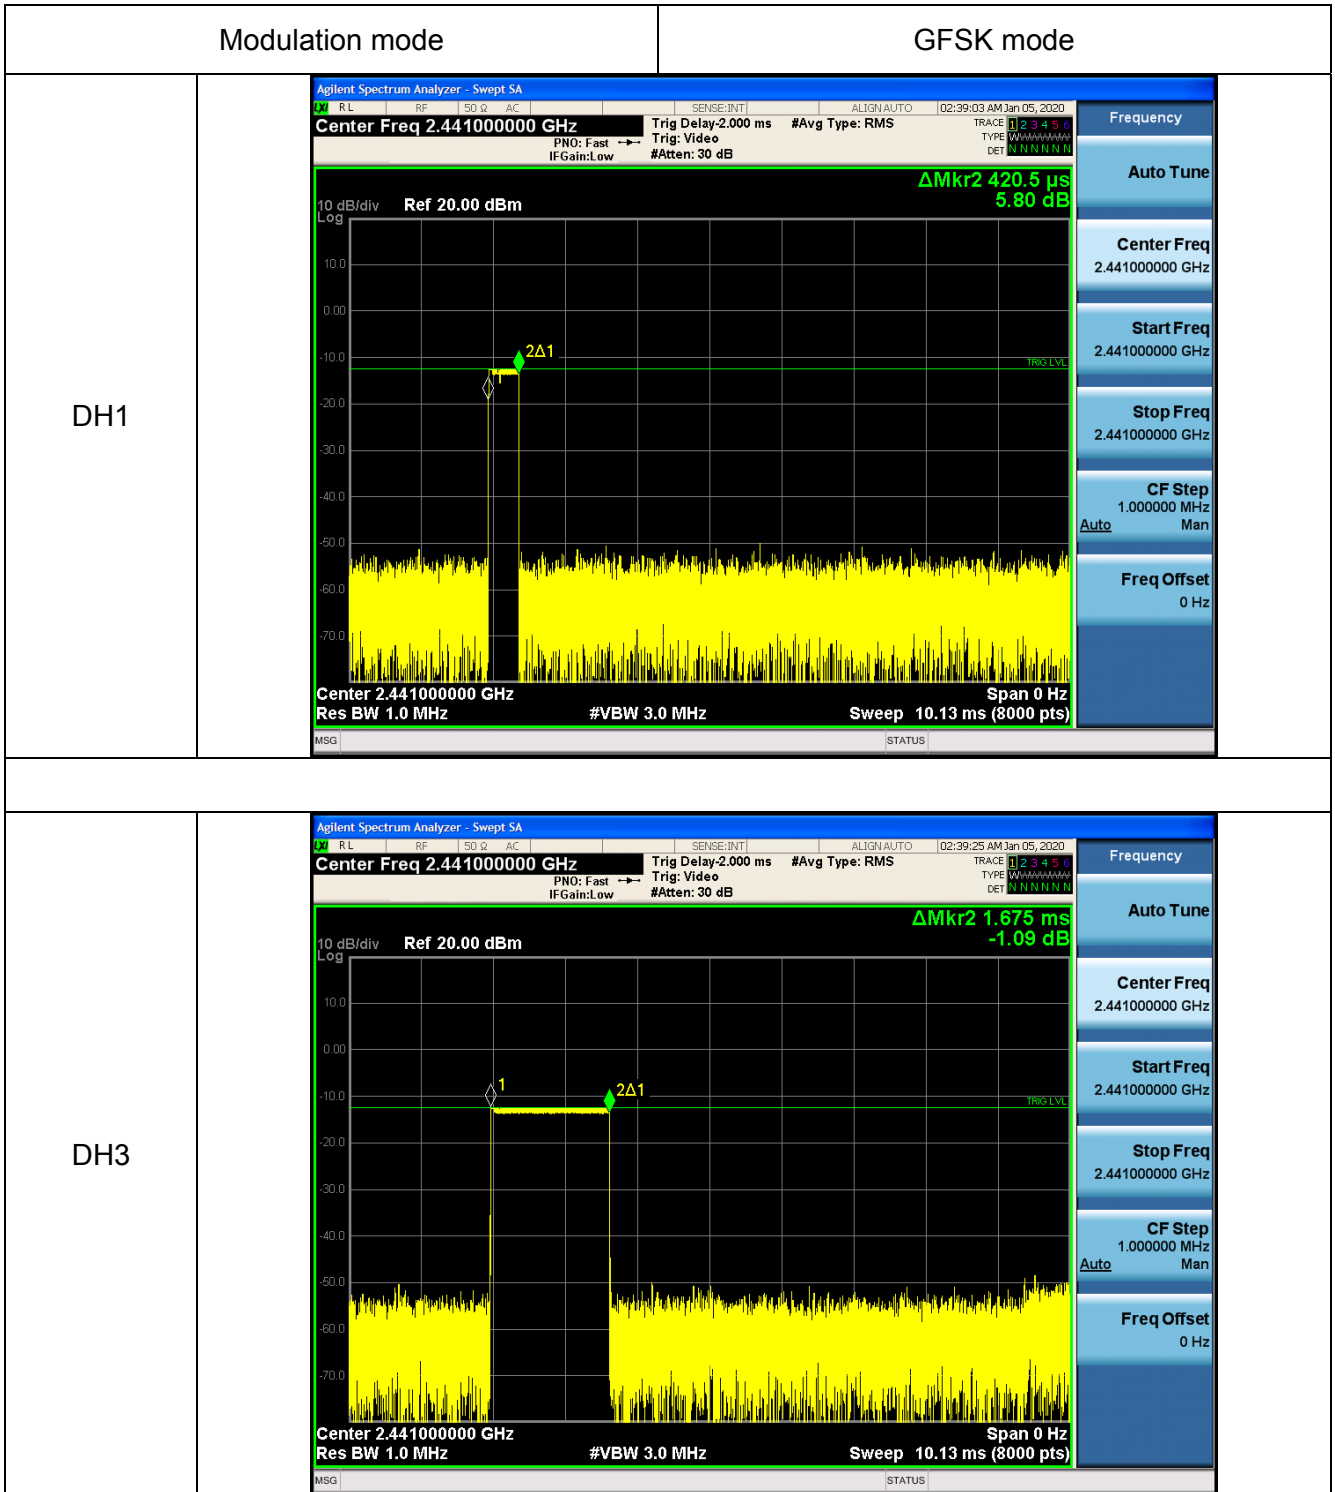 Modulation mode
GFSK mode
DH1
Agilent Spectrum Analyzer - Swept SA
LXI RL RF 50 Ω AC SENSE:INT ALIGN AUTO 02:39:03 AM Jan 05, 2020
Center Freq 2.441000000 GHz
PNO: Fast
IFGain:Low
Trig Delay-2.000 ms
Trig: Video
#Atten: 30 dB
#Avg Type: RMS
TRACE 1 2 3 4 5 6
TYPE WWWWWW
DET N N N N N N
ΔMkr2 420.5 µs
5.80 dB
10 dB/div
Log
Ref 20.00 dBm
10.0
0.00
-10.0
-20.0
-30.0
-40.0
-50.0
-60.0
-70.0
2Δ1
1
TRIG LVL
Center 2.441000000 GHz
Span 0 Hz
Res BW 1.0 MHz
#VBW 3.0 MHz
Sweep 10.13 ms (8000 pts)
MSG
STATUS
Frequency
Auto Tune
Center Freq
2.441000000 GHz
Start Freq
2.441000000 GHz
Stop Freq
2.441000000 GHz
CF Step
1.000000 MHz
Auto Man
Freq Offset
0 Hz
DH3
Agilent Spectrum Analyzer - Swept SA
LXI RL RF 50 Ω AC SENSE:INT ALIGN AUTO 02:39:25 AM Jan 05, 2020
Center Freq 2.441000000 GHz
PNO: Fast
IFGain:Low
Trig Delay-2.000 ms
Trig: Video
#Atten: 30 dB
#Avg Type: RMS
TRACE 1 2 3 4 5 6
TYPE WWWWWW
DET N N N N N N
ΔMkr2 1.675 ms
-1.09 dB
10 dB/div
Log
Ref 20.00 dBm
10.0
0.00
-10.0
-20.0
-30.0
-40.0
-50.0
-60.0
-70.0
1
2Δ1
TRIG LVL
Center 2.441000000 GHz
Span 0 Hz
Res BW 1.0 MHz
#VBW 3.0 MHz
Sweep 10.13 ms (8000 pts)
MSG
STATUS
Frequency
Auto Tune
Center Freq
2.441000000 GHz
Start Freq
2.441000000 GHz
Stop Freq
2.441000000 GHz
CF Step
1.000000 MHz
Auto Man
Freq Offset
0 Hz